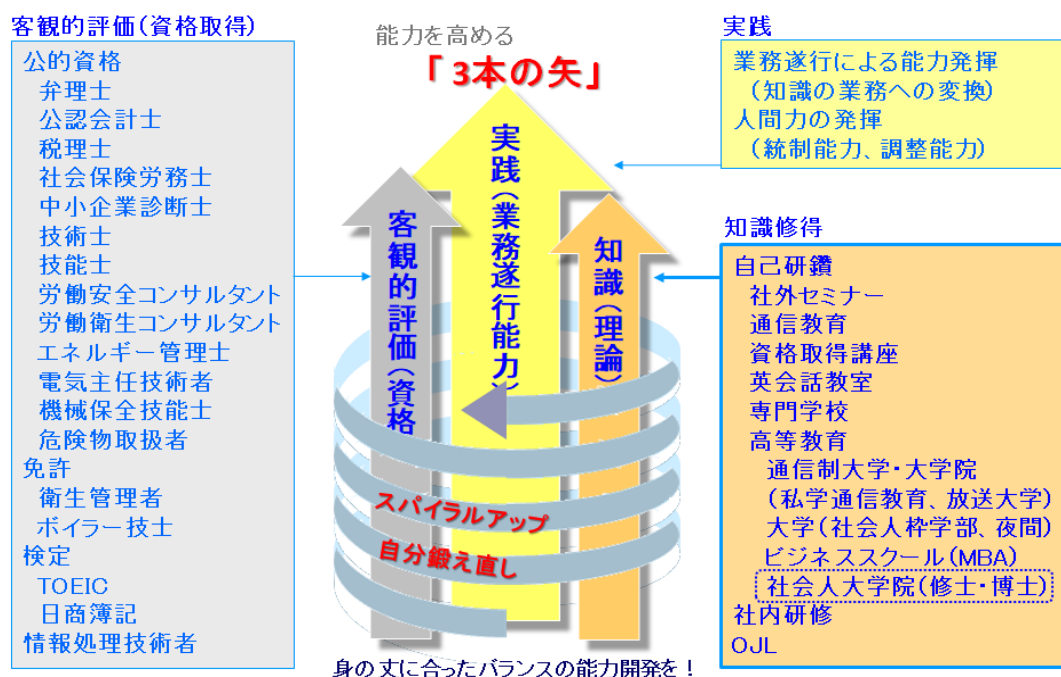 客観的評価(資格取得)
公的資格
弁理士
公認会計士
税理士
社会保険労務士
中小企業診断士
技術士
技能士
労働安全コンサルタント
労働衛生コンサルタント
エネルギー管理士
電気主任技術者
機械保全技能士
危険物取扱者
免許
衛生管理者
ボイラー技士
検定
TOEIC
日商簿記
情報処理技術者
能力を高める
「3本の矢」
客観的評価(資格
実践(業務遂行能力)
知識(理論)
スパイラルアップ
自分鍛え直し
身の丈に合ったバランスの能力開発を!
実践
業務遂行による能力発揮
(知識の業務への変換)
人間力の発揮
(統制能力、調整能力)
知識修得
自己研鑽
社外セミナー
通信教育
資格取得講座
英会話教室
専門学校
高等教育
通信制大学・大学院
(私学通信教育、放送大学)
大学(社会人枠学部、夜間)
ビジネススクール(MBA)
社会人大学院(修士・博士)
社内研修
OJL